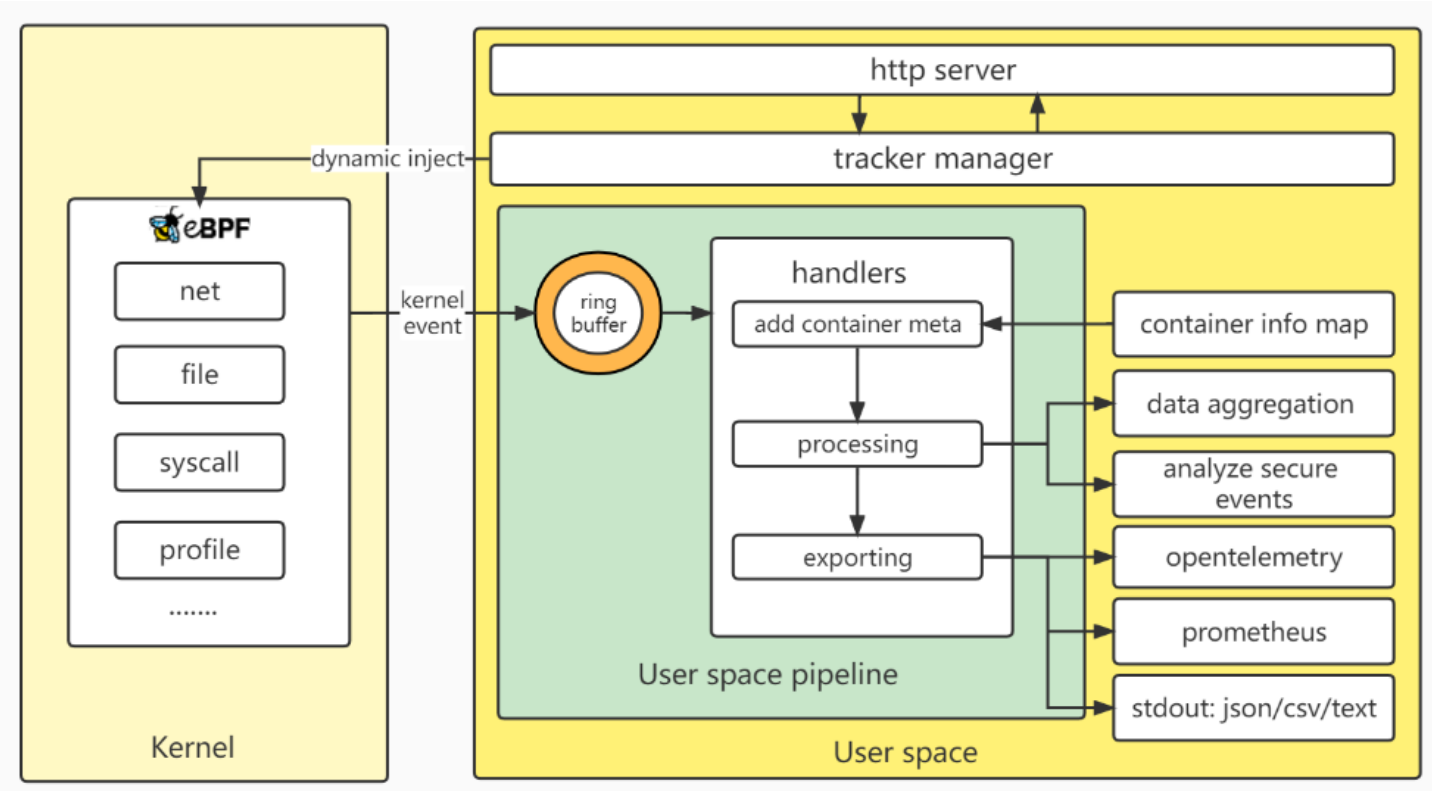 http server
tracker manager
dynamic inject
eBPF
net
file
syscall
profile
.......
Kernel
kernel
event
ring
buffer
handlers
add container meta
processing
exporting
User space pipeline
container info map
data aggregation
analyze secure
events
opentelemetry
prometheus
stdout: json/csv/text
User space